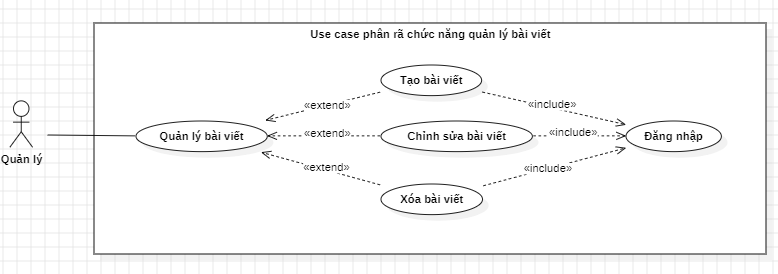 Use case phân rã chức năng quản lý bài viết
Tạo bài viết
«extend»
«include»
Quản lý bài viết
«extend»
Chỉnh sửa bài viết
«include»
Đăng nhập
Quản lý
«extend»
«include»
Xóa bài viết